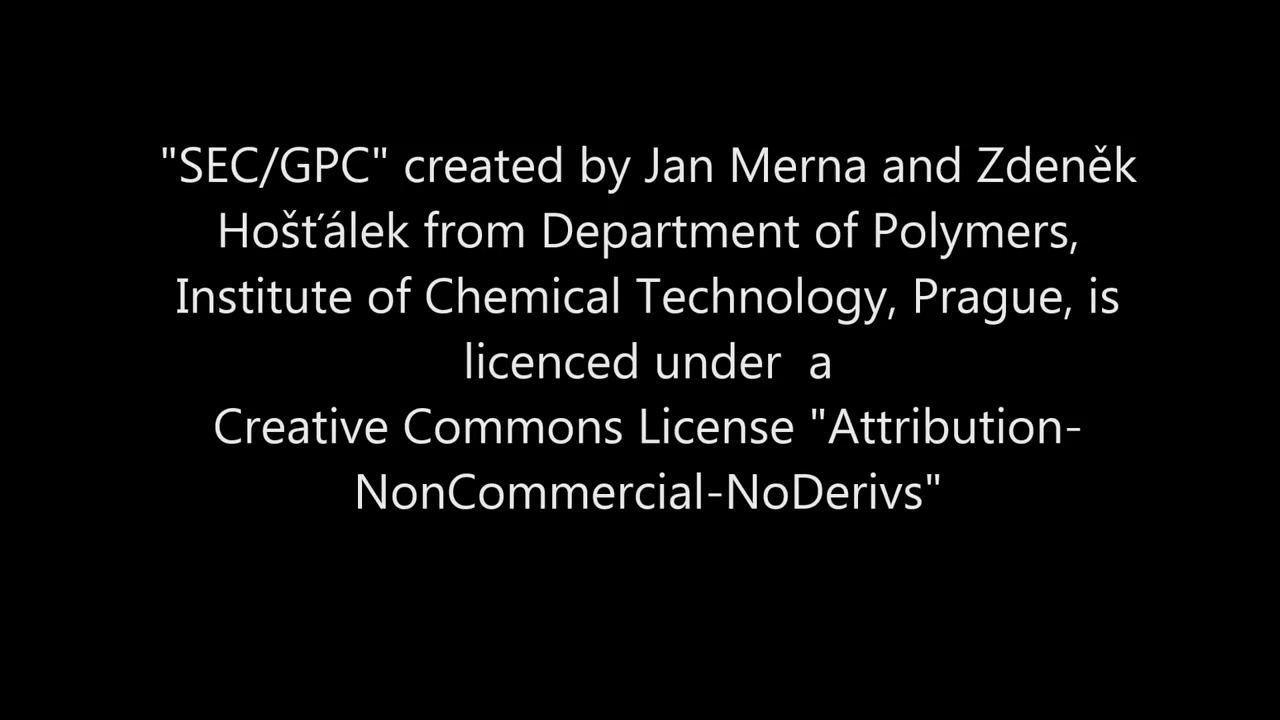 "SEC/GPC" created by Jan Merna and Zdeněk
Hošťálek from Department of Polymers,
Institute of Chemical Technology, Prague, is
licenced under  a
Creative Commons License "Attribution-
NonCommercial-NoDerivs"